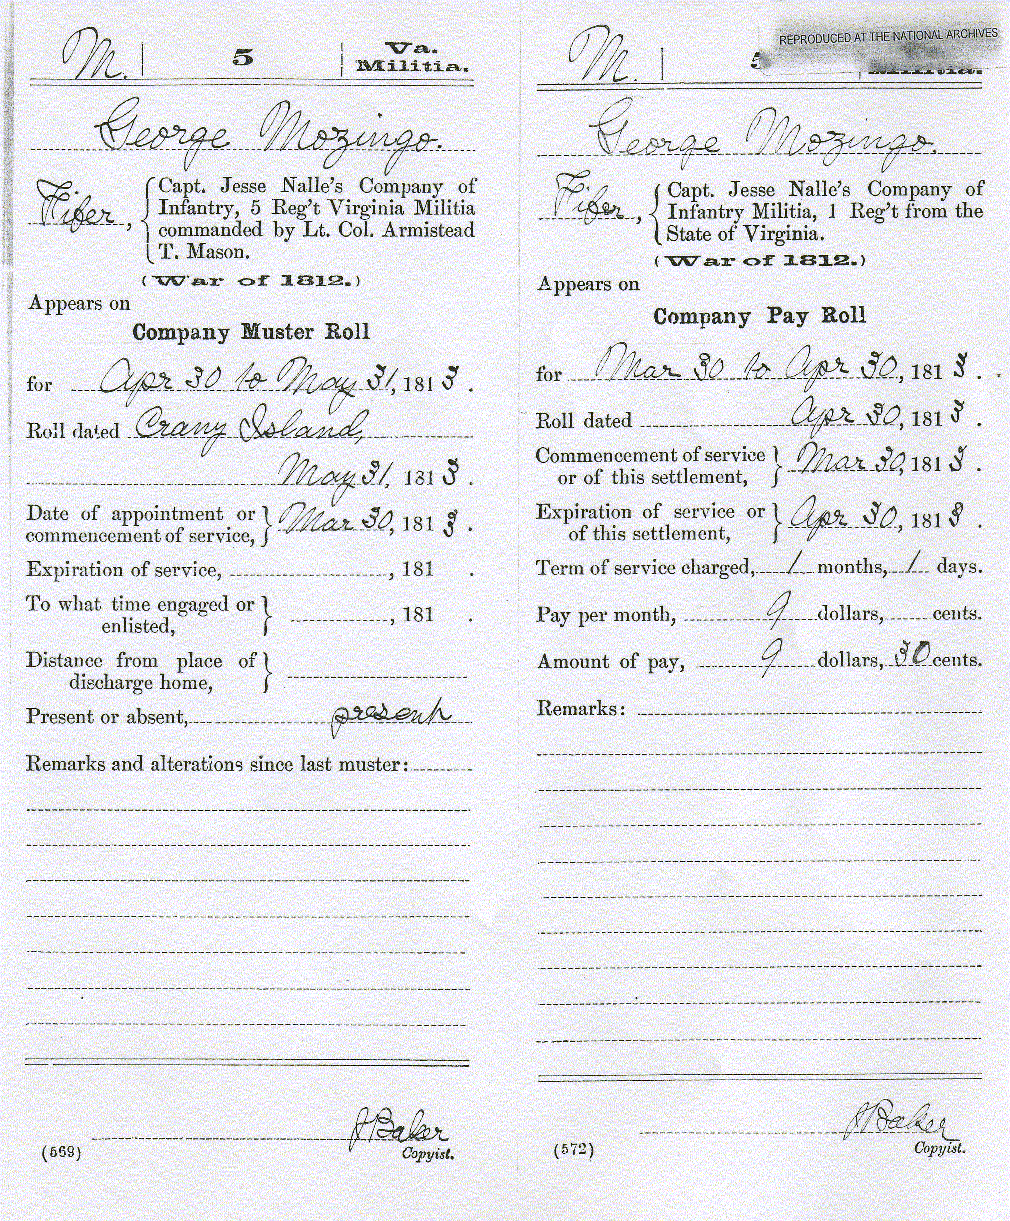 M. | 5 | Va. Militia.
George Mozingo.
Fifer, { Capt. Jesse Nalle's Company of
Infantry, 5 Reg't Virginia Militia
commanded by Lt. Col. Armistead
T. Mason.
(War of 1812.)
Appears on
Company Muster Roll
for Apr 30 to May 31, 1813.
Roll dated Crany Island,
May 31, 1813.
Date of appointment or
commencement of service, } Mar 30, 1813.
Expiration of service, , 181 .
To what time engaged or
enlisted, } , 181 .
Distance from place of
discharge home, }
Present or absent, present
Remarks and alterations since last muster:
J Baker
(569) Copyist.
REPRODUCED AT THE NATIONAL ARCHIVES
M. | 5
Militia.
George Mozingo.
Fifer, { Capt. Jesse Nalle's Company of
Infantry Militia, 1 Reg't from the
State of Virginia.
(War of 1812.)
Appears on
Company Pay Roll
for Mar 30 to Apr 30, 1813.
Roll dated Apr 30, 1813.
Commencement of service
or of this settlement, } Mar 30, 1813.
Expiration of service or
of this settlement, } Apr 30, 1813.
Term of service charged, 1 months, 1 days.
Pay per month, 9 dollars, cents.
Amount of pay, 9 dollars, 30 cents.
Remarks:
J Baker
(572) Copyist.